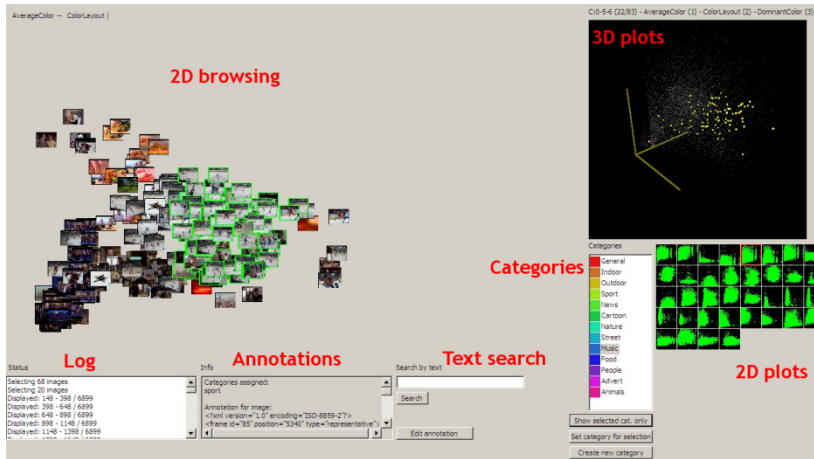 AverageColor -- ColorLayout |
C:0-5-6 (22/83) - AverageColor (1) - ColorLayout (2) - DominantColor (3)
3D plots
2D browsing
Categories
Categories
General
Indoor
Outdoor
Sport
News
Cartoon
Nature
Street
Music
Food
People
Advert
Animals
2D plots
Log
Annotations
Text search
Status
Info
Search by text
Selecting 68 images
Selecting 20 images
Displayed: 148 - 398 / 6899
Displayed: 398 - 648 / 6899
Displayed: 648 - 898 / 6899
Displayed: 898 - 1148 / 6899
Displayed: 1148 - 1398 / 6899
Categories assigned:
sport
Annotation for image:
<?xml version="1.0" encoding="ISO-8859-2"?>
<frame id="85" position="5340" type="representative">
Search
Edit annotation
Show selected cat. only
Set category for selection
Create new category